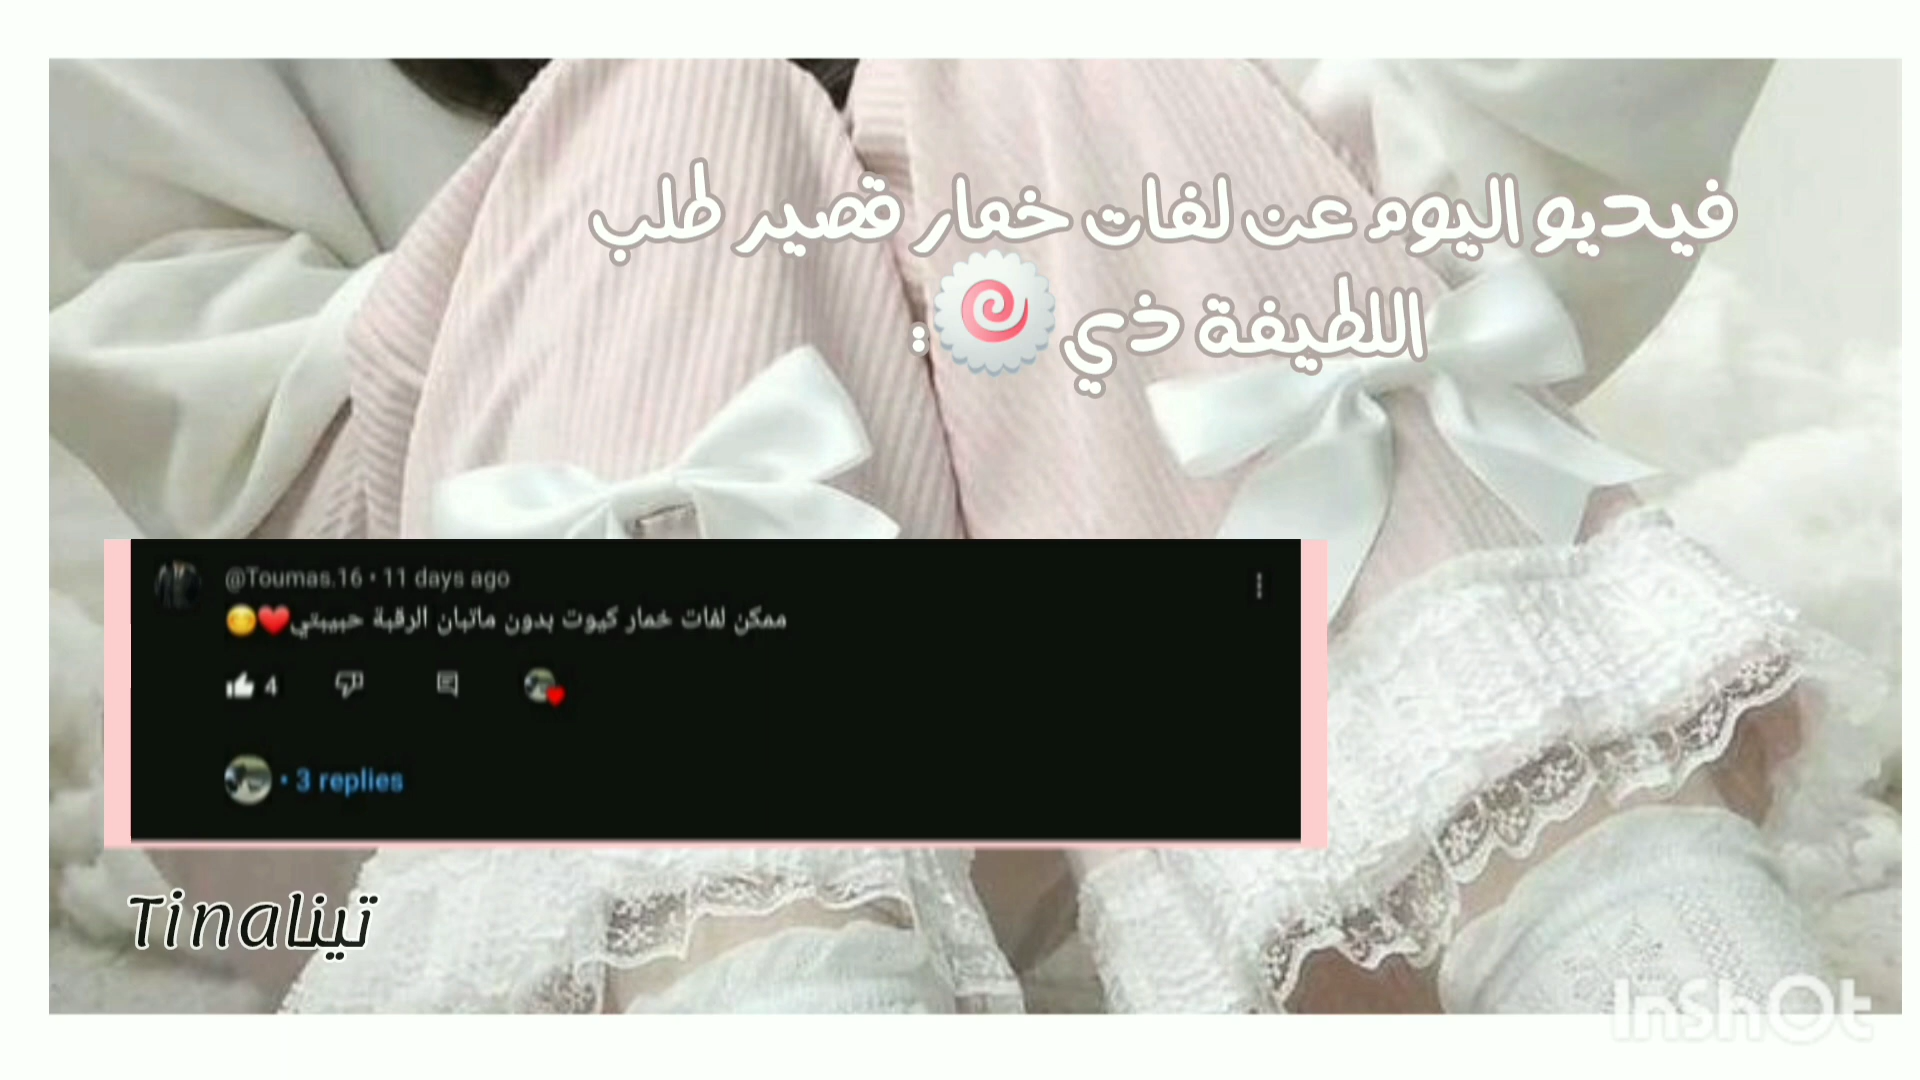 فيديو اليوم عن لفات خمار قصير طلب
اللطيفة ذي🍥:
@Toumas.16 • 11 days ago
ممكن لفات خمار كيوت بدون ماتبان الرقبة حبيبتي❤️😊
4
• 3 replies
Tinaتينا
InShOt